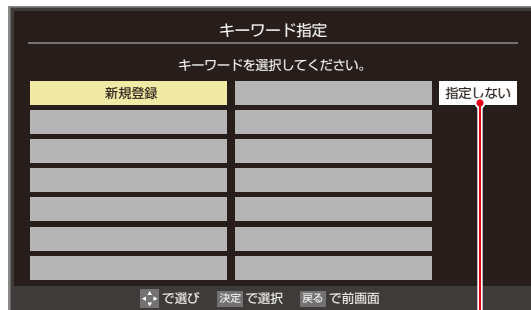 キーワード指定
キーワードを選択してください。
新規登録 指定しない
で選び 決定 で選択 戻る で前画面